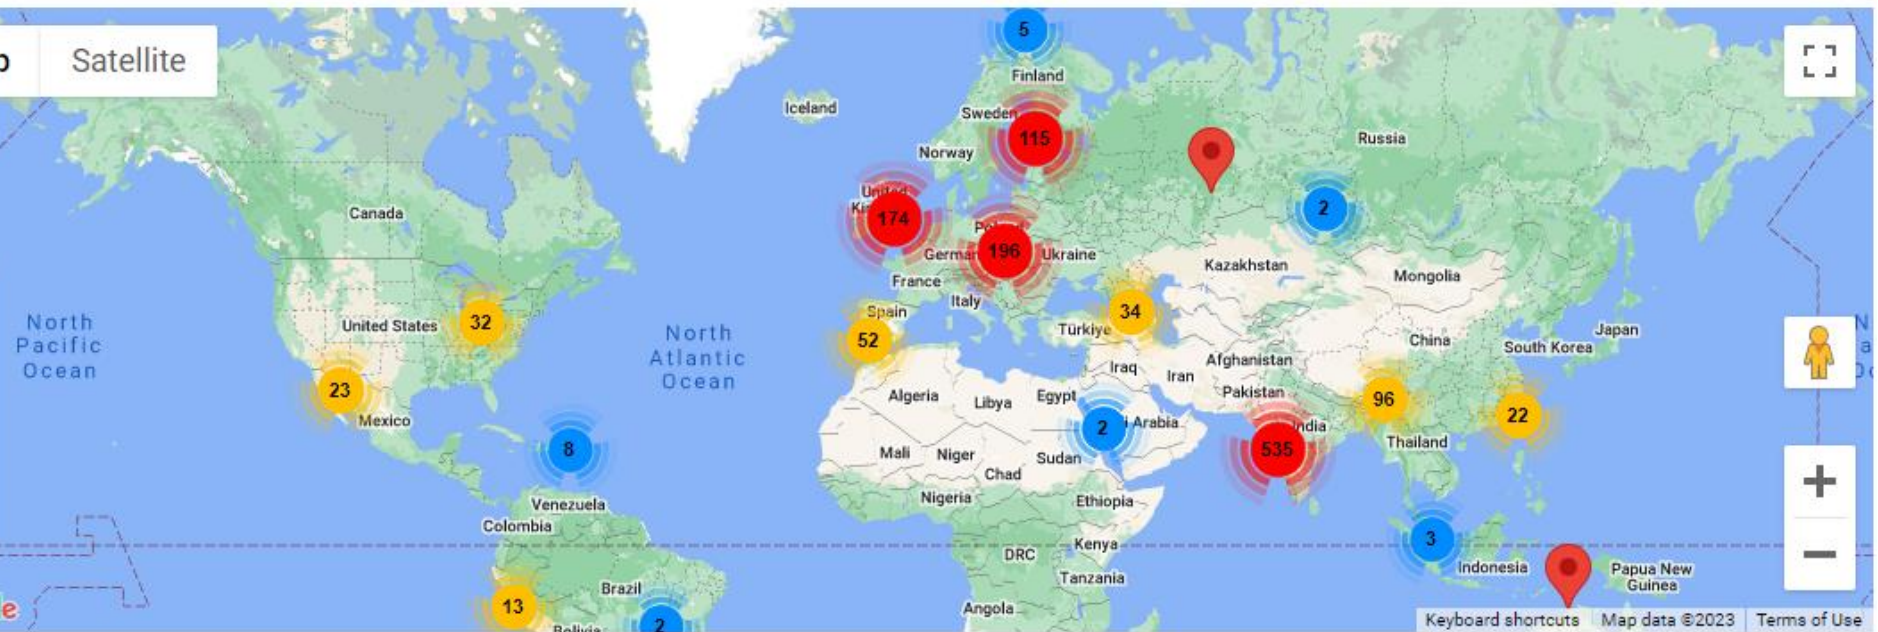 Satellite
5
Finland
Iceland
Sweden
115
Russia
Norway
United
174
Canada
2
196
Ukraine
Kazakhstan
Mongolia
France
Italy
34
Spain
52
Türkiye
32
United States
North
Pacific
Ocean
North
Atlantic
Ocean
Japan
South Korea
China
Afghanistan
Iraq
Iran
Pakistan
96
22
23
Mexico
Algeria
Libya
Egypt
2
i Arabia
India
535
Thailand
8
Mali
Niger
Chad
Sudan
Nigeria
Ethiopia
Venezuela
Colombia
3
DRC
Kenya
Indonesia
Papua New
Guinea
Tanzania
Brazil
13
Angola
2
Bolivia
Keyboard shortcuts
Map data ©2023
Terms of Use